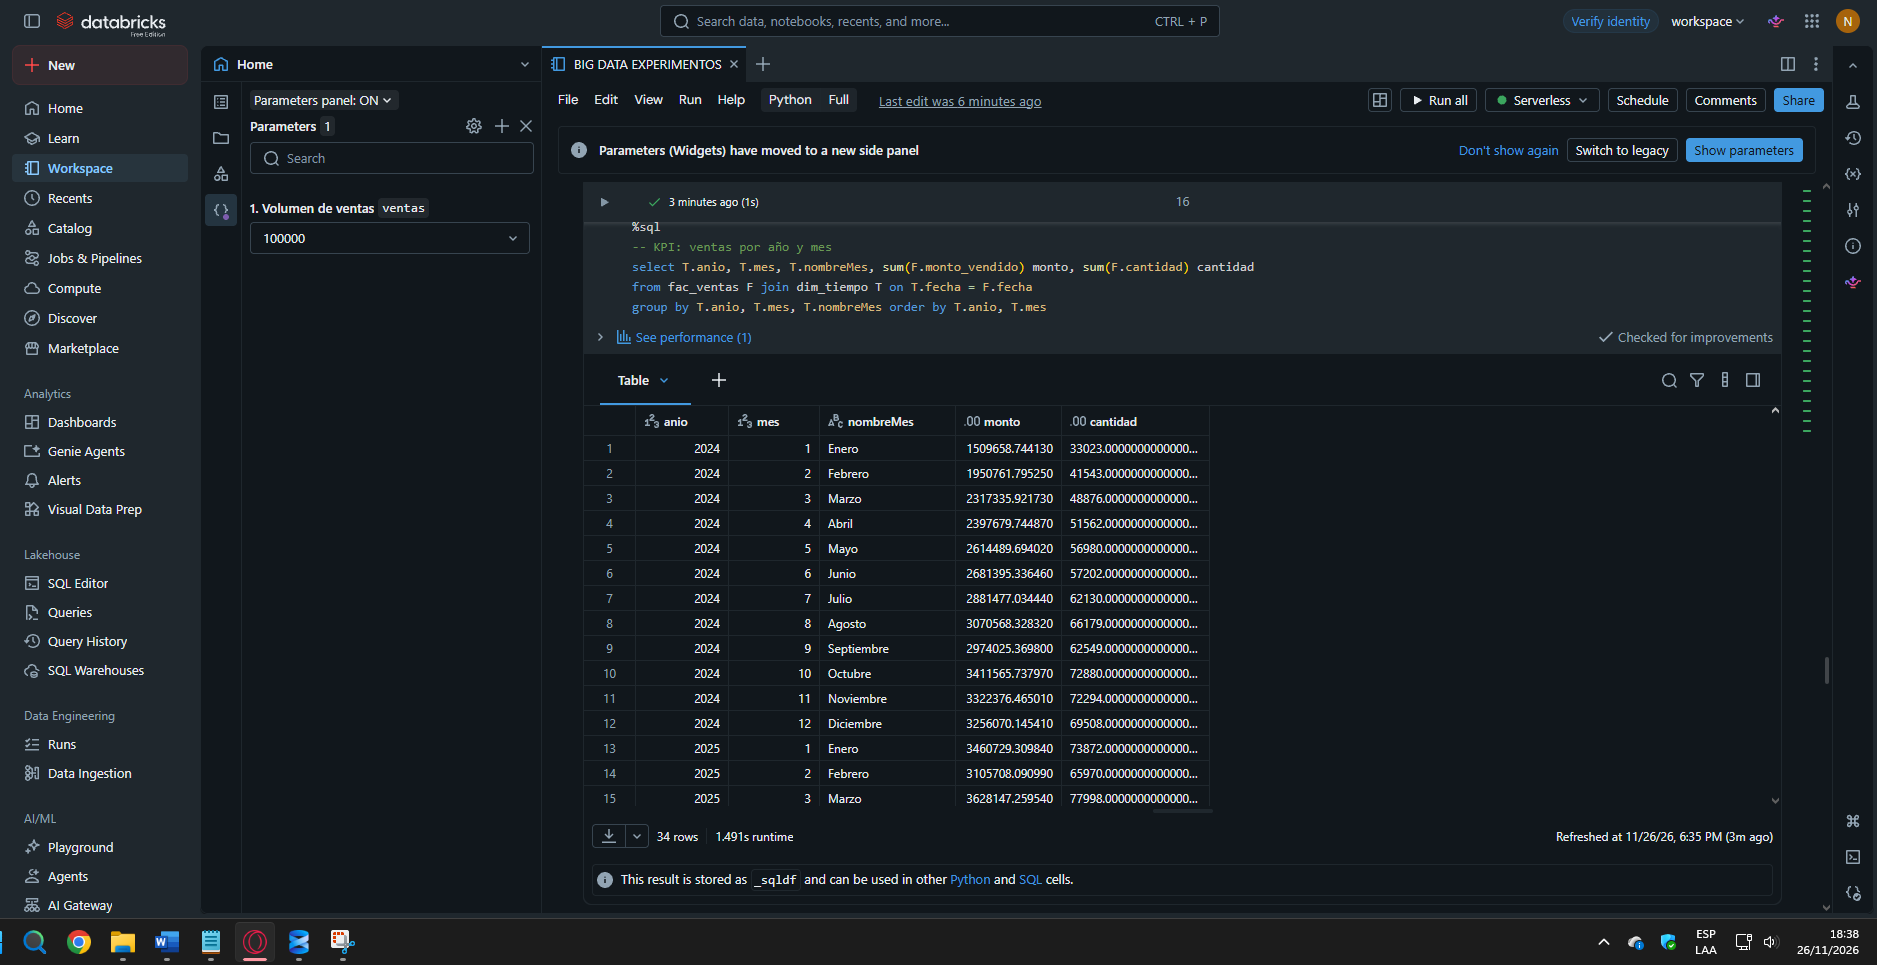 databricks
Free Edition
Search data, notebooks, recents, and more...
CTRL + P
Verify identity
workspace
N
New
Home
Learn
Workspace
Recents
Catalog
Jobs & Pipelines
Compute
Discover
Marketplace
Analytics
Dashboards
Genie Agents
Alerts
Visual Data Prep
Lakehouse
SQL Editor
Queries
Query History
SQL Warehouses
Data Engineering
Runs
Data Ingestion
AI/ML
Playground
Agents
AI Gateway
Home
Parameters panel: ON
Parameters 1
Search
1. Volumen de ventas ventas
100000
BIG DATA EXPERIMENTOS
File Edit View Run Help Python Full Last edit was 6 minutes ago
Run all Serverless Schedule Comments Share
Parameters (Widgets) have moved to a new side panel
Don't show again Switch to legacy Show parameters
3 minutes ago (1s) 16
%sql
-- KPI: ventas por año y mes
select T.anio, T.mes, T.nombreMes, sum(F.monto_vendido) monto, sum(F.cantidad) cantidad
from fac_ventas F join dim_tiempo T on T.fecha = F.fecha
group by T.anio, T.mes, T.nombreMes order by T.anio, T.mes
See performance (1) Checked for improvements
Table
anio mes nombreMes .00 monto .00 cantidad
1 2024 1 Enero 1509658.744130 33023.0000000000000...
2 2024 2 Febrero 1950761.795250 41543.0000000000000...
3 2024 3 Marzo 2317335.921730 48876.0000000000000...
4 2024 4 Abril 2397679.744870 51562.0000000000000...
5 2024 5 Mayo 2614489.694020 56980.0000000000000...
6 2024 6 Junio 2681395.336460 57202.0000000000000...
7 2024 7 Julio 2881477.034440 62130.0000000000000...
8 2024 8 Agosto 3070568.328320 66179.0000000000000...
9 2024 9 Septiembre 2974025.369800 62549.0000000000000...
10 2024 10 Octubre 3411565.737970 72880.0000000000000...
11 2024 11 Noviembre 3322376.465010 72294.0000000000000...
12 2024 12 Diciembre 3256070.145410 69508.0000000000000...
13 2025 1 Enero 3460729.309840 73872.0000000000000...
14 2025 2 Febrero 3105708.090990 65970.0000000000000...
15 2025 3 Marzo 3628147.259540 77998.0000000000000...
34 rows 1.491s runtime
Refreshed at 11/26/26, 6:35 PM (3m ago)
This result is stored as _sqldf and can be used in other Python and SQL cells.
ESP
LAA
18:38
26/11/2026